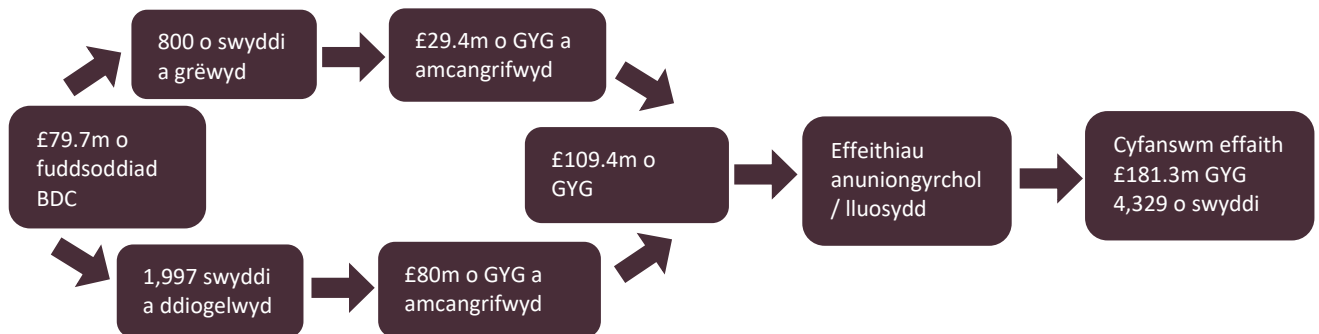 800 o swyddi
a grëwyd
£29.4m o GYG a
amcangrifwyd
£79.7m o
fuddsoddiad
BDC
£109.4m o
GYG
Effeithiau
anuniongyrchol
/ lluosydd
Cyfanswm effaith
£181.3m GYG
4,329 o swyddi
1,997 swyddi
a ddiogelwyd
£80m o GYG a
amcangrifwyd